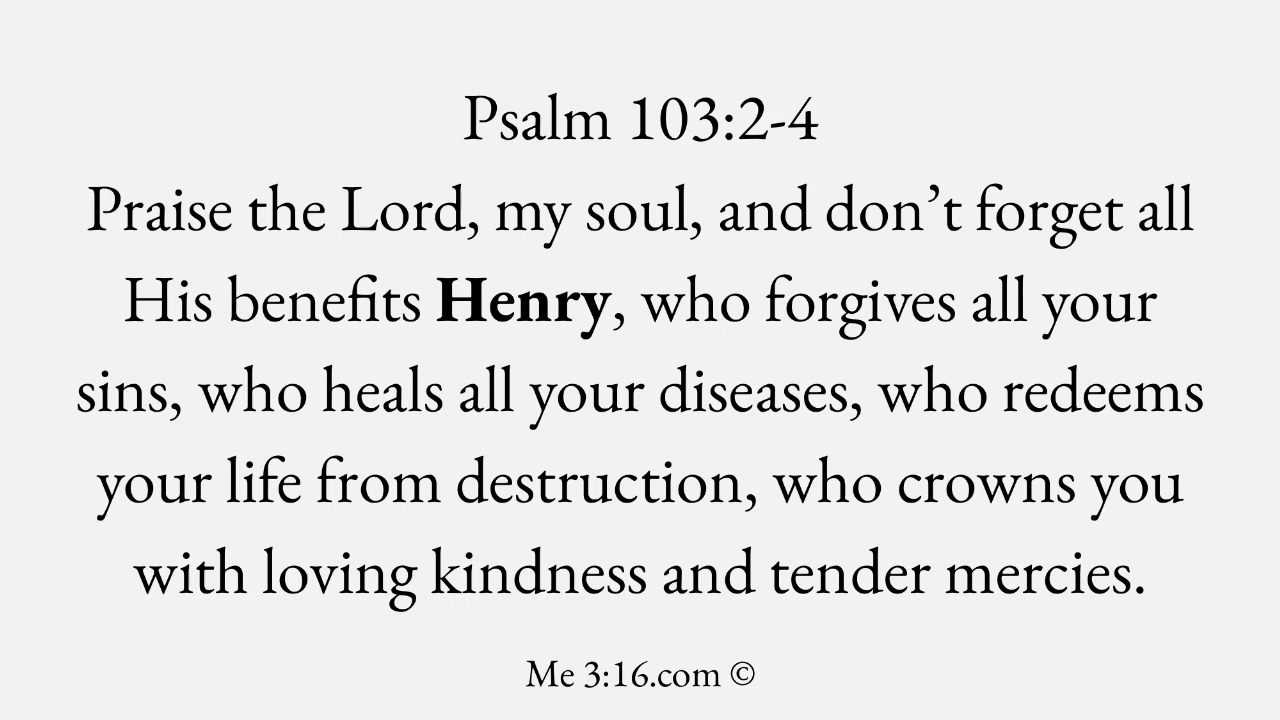 Psalm 103:2-4
Praise the Lord, my soul, and don’t forget all
His benefits Henry, who forgives all your
sins, who heals all your diseases, who redeems
your life from destruction, who crowns you
with loving kindness and tender mercies.
Me 3:16.com ©